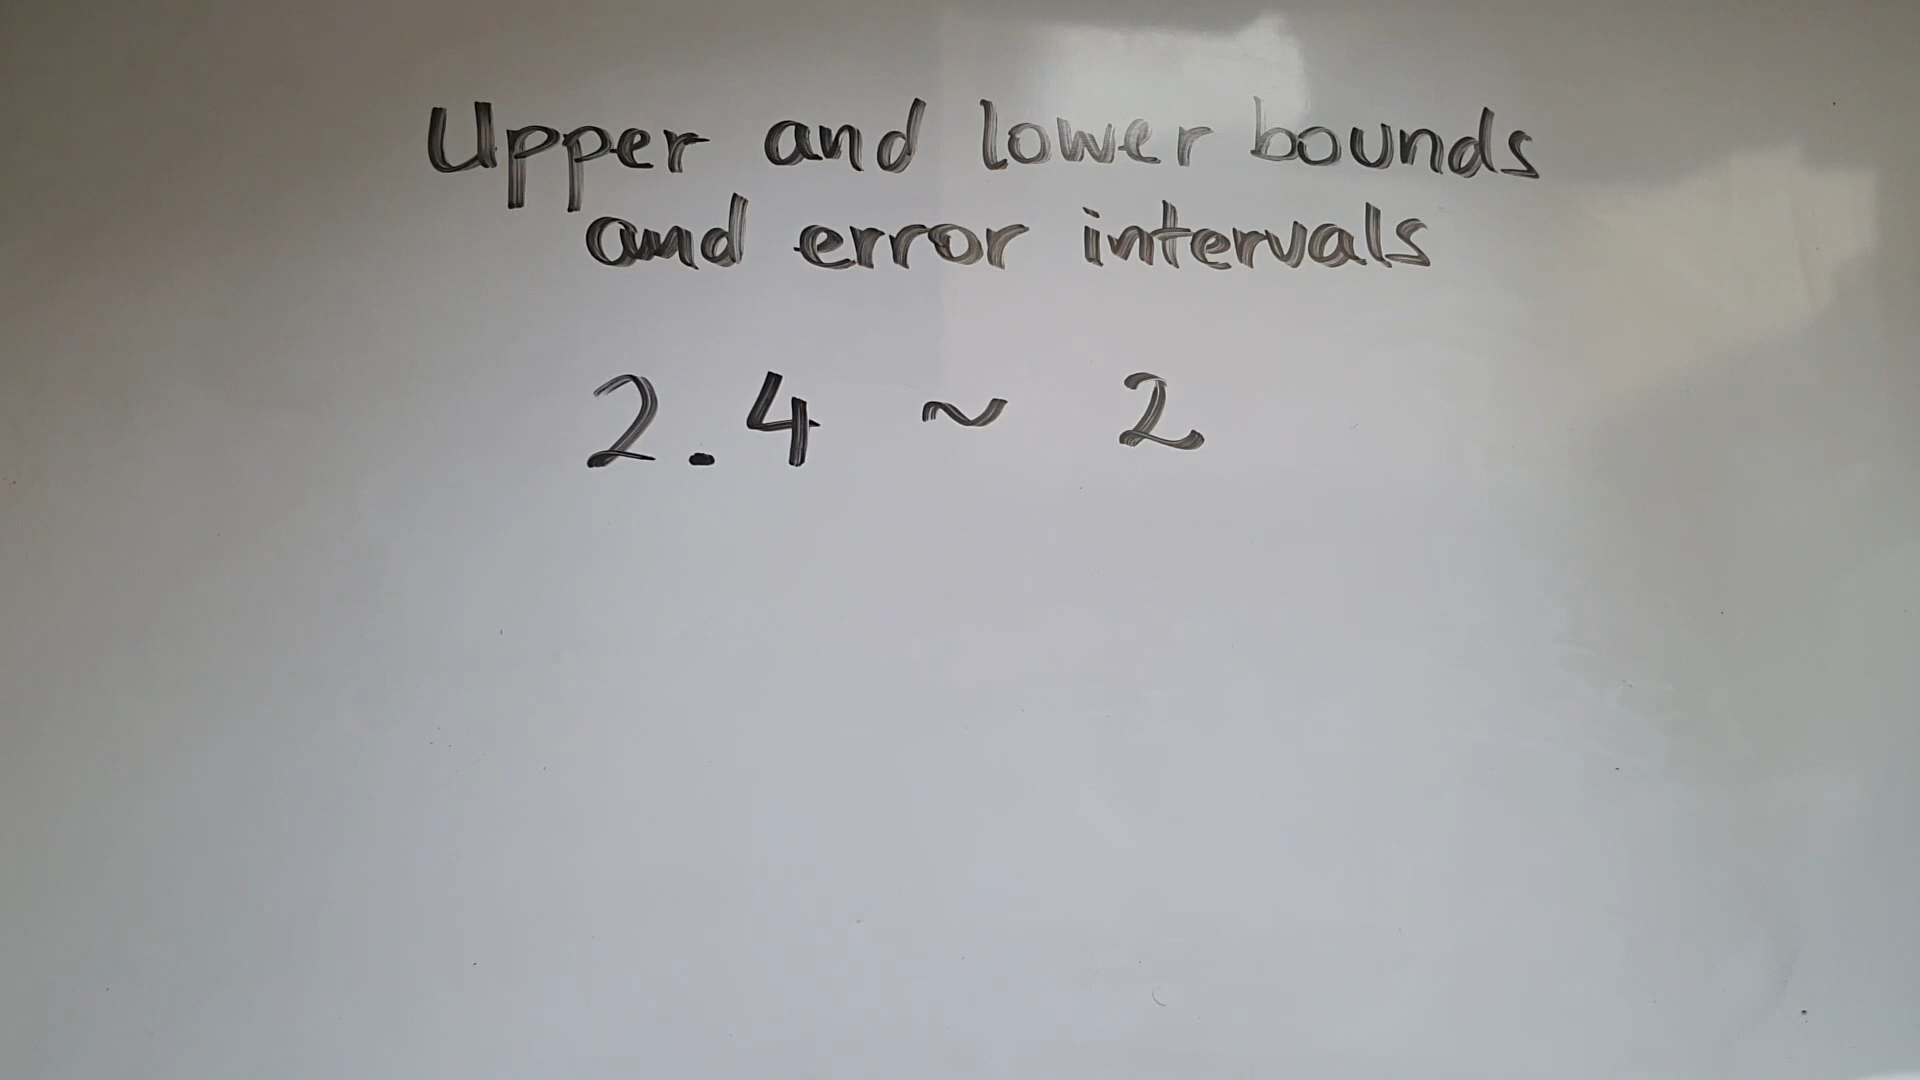 Upper and lower bounds
and error intervals
2.4 ~ 2